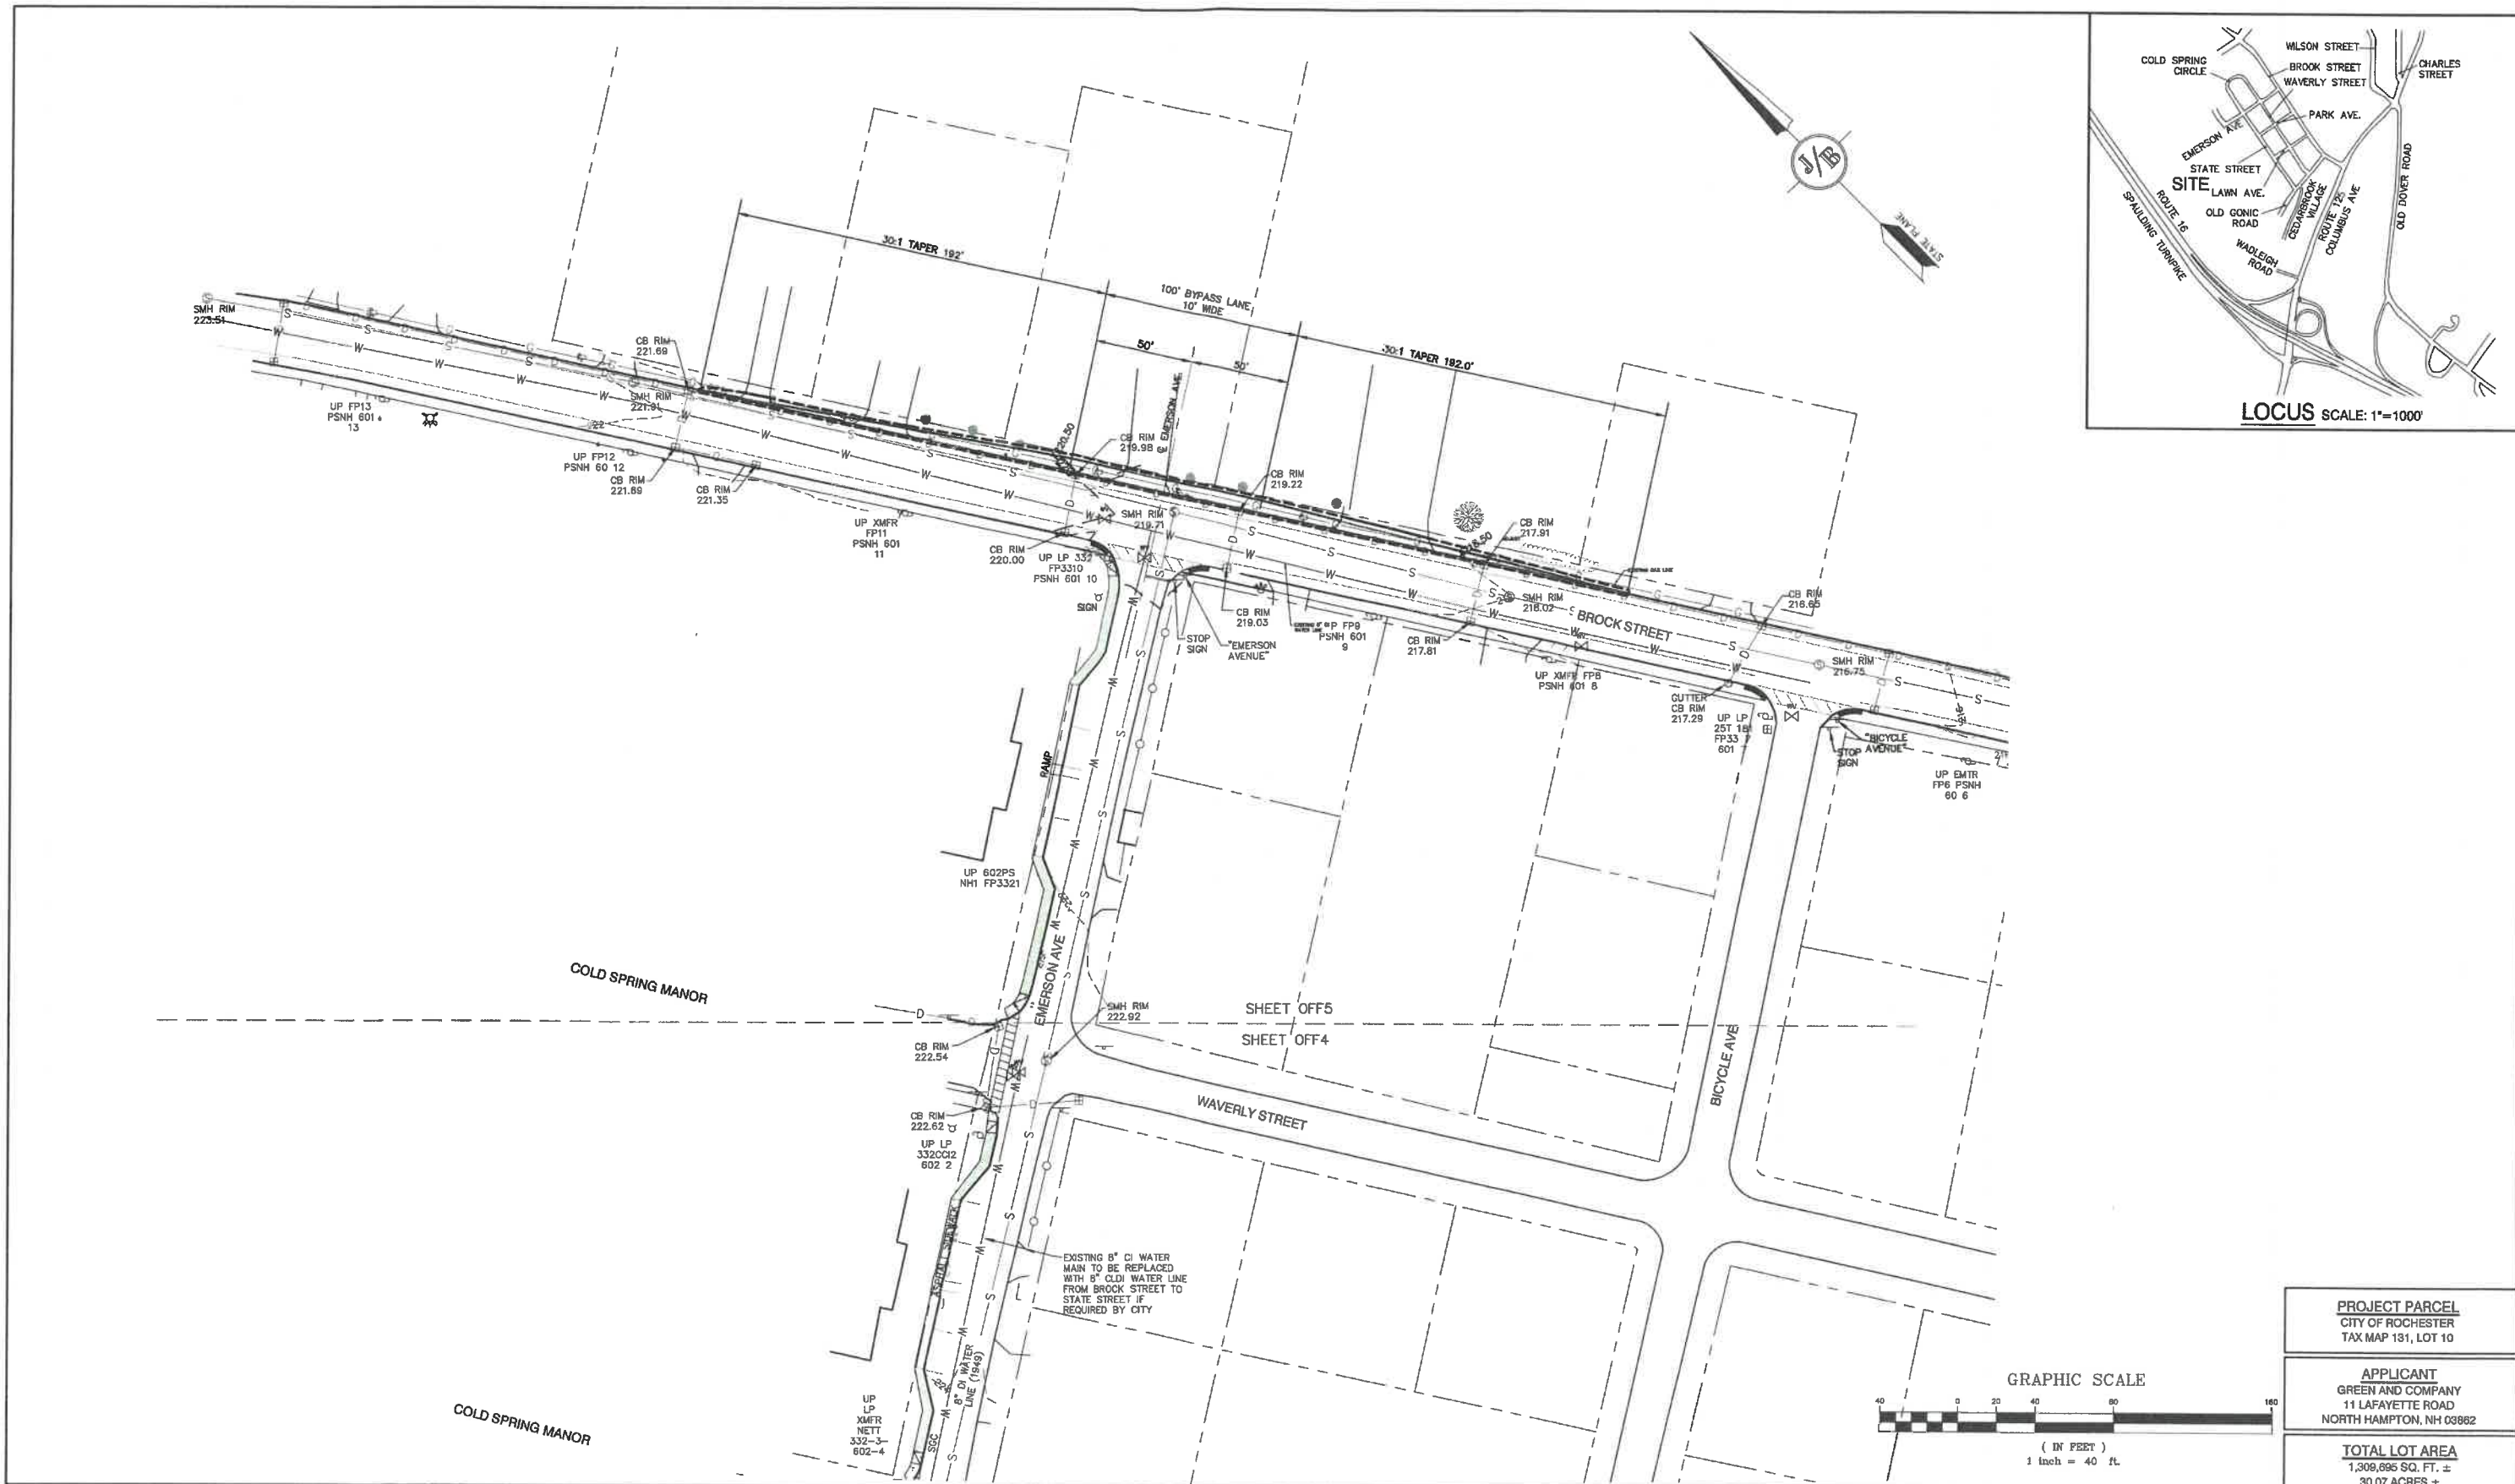 WILSON STREET
COLD SPRING
CIRCLE
BROOK STREET
CHARLES
STREET
WAVERLY STREET
PARK AVE.
EMERSON AVE
STATE STREET
SITE
LAWN AVE.
OLD GONIC
ROAD
CEDARBROOK
VILLAGE
ROUTE 125
COLUMBUS AVE
OLD DOVER ROAD
ROUTE 16
SPAULDING TURNPIKE
WADLEIGH
ROAD
LOCUS SCALE: 1"=1000'
J/B
STATE PLANE
30:1 TAPER 192'
100' BYPASS LANE
10' WIDE
30:1 TAPER 192.0'
50'
50'
EMERSON AVE.
SMH RIM
223.51
CB RIM
221.69
SMH RIM
221.91
UP FP13
PSNH 601
13
UP FP12
PSNH 60 12
CB RIM
221.69
CB RIM
221.35
UP XMFR
FP11
PSNH 601
11
220.50
CB RIM
219.98
CB RIM
219.22
SMH RIM
219.71
CB RIM
220.00
UP LP 332
FP3310
PSNH 601 10
SIGN
STOP
SIGN
"EMERSON
AVENUE"
CB RIM
219.03
P FP9
PSNH 601
9
CB RIM
217.91
SMH RIM
218.02
BROCK STREET
CB RIM
217.81
UP XMFR FP8
PSNH 601 8
CB RIM
216.65
SMH RIM
216.75
GUTTER
CB RIM
217.29
UP LP
25T 18
FP33 7
601 7
STOP
SIGN
"BICYCLE
AVENUE"
UP EMTR
FP6 PSNH
60 6
RAMP
UP 602PS
NH1 FP3321
EMERSON AVE
COLD SPRING MANOR
SMH RIM
222.92
SHEET OFF5
SHEET OFF4
CB RIM
222.54
CB RIM
222.62
UP LP
332CCI2
602 2
WAVERLY STREET
BICYCLE AVE
ASPHALT SIDEWALK
EXISTING 8" CI WATER
MAIN TO BE REPLACED
WITH 8" CLDI WATER LINE
FROM BROCK STREET TO
STATE STREET IF
REQUIRED BY CITY
8" DI WATER
LINE (1949)
UP
LP
XMFR
NETT
332-3-
602-4
SGC
COLD SPRING MANOR
GRAPHIC SCALE
40 0 20 40 80 160
( IN FEET )
1 inch = 40 ft.
PROJECT PARCEL
CITY OF ROCHESTER
TAX MAP 131, LOT 10
APPLICANT
GREEN AND COMPANY
11 LAFAYETTE ROAD
NORTH HAMPTON, NH 03862
TOTAL LOT AREA
1,309,695 SQ. FT. ±
30.07 ACRES ±